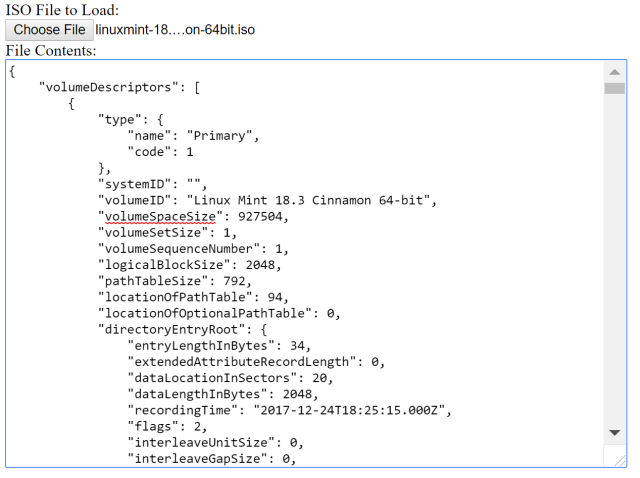 ISO File to Load:
Choose File linuxmint-18....on-64bit.iso
File Contents:
{
    "volumeDescriptors": [
        {
            "type": {
                "name": "Primary",
                "code": 1
            },
            "systemID": "",
            "volumeID": "Linux Mint 18.3 Cinnamon 64-bit",
            "volumeSpaceSize": 927504,
            "volumeSetSize": 1,
            "volumeSequenceNumber": 1,
            "logicalBlockSize": 2048,
            "pathTableSize": 792,
            "locationOfPathTable": 94,
            "locationOfOptionalPathTable": 0,
            "directoryEntryRoot": {
                "entryLengthInBytes": 34,
                "extendedAttributeRecordLength": 0,
                "dataLocationInSectors": 20,
                "dataLengthInBytes": 2048,
                "recordingTime": "2017-12-24T18:25:15.000Z",
                "flags": 2,
                "interleaveUnitSize": 0,
                "interleaveGapSize": 0,